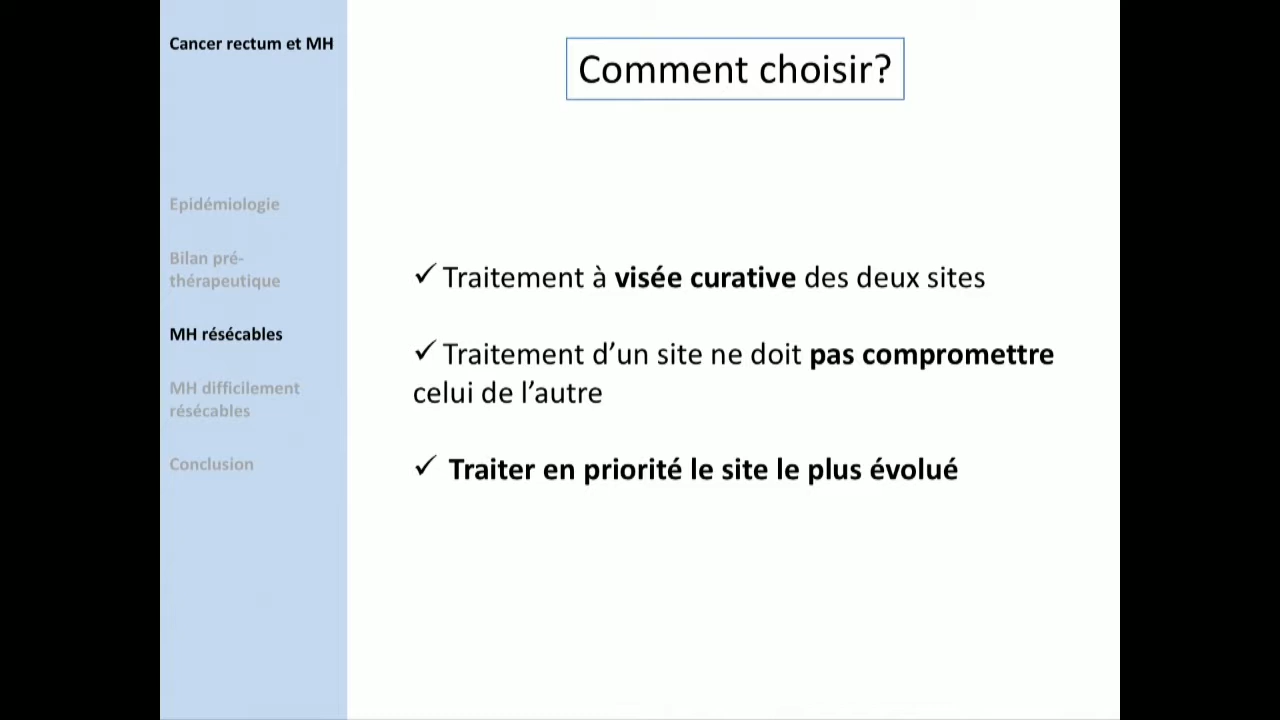 Cancer rectum et MH
Comment choisir?
Epidémiologie
Bilan pré-
thérapeutique
MH résécables
MH difficilement
résécables
Conclusion
✓ Traitement à visée curative des deux sites
✓ Traitement d’un site ne doit pas compromettre
celui de l’autre
✓ Traiter en priorité le site le plus évolué